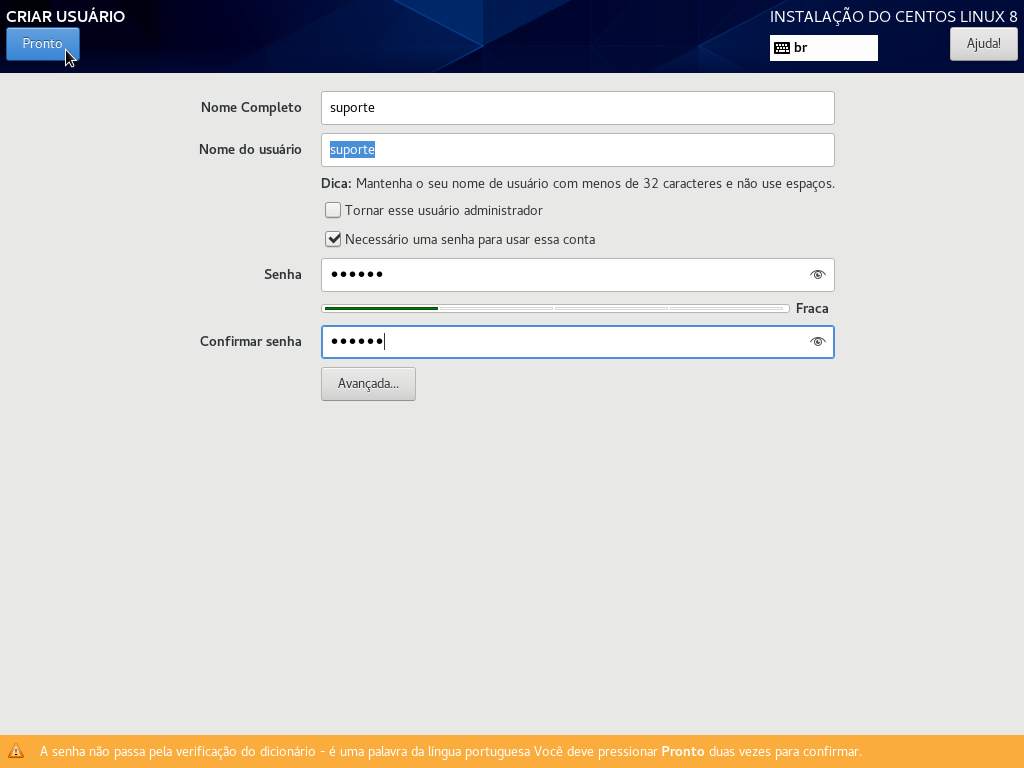 CRIAR USUÁRIO
INSTALAÇÃO DO CENTOS LINUX 8
Pronto
br
Ajuda!
Nome Completo
suporte
Nome do usuário
suporte
Dica: Mantenha o seu nome de usuário com menos de 32 caracteres e não use espaços.
Tornar esse usuário administrador
Necessário uma senha para usar essa conta
Senha
●●●●●●
Fraca
Confirmar senha
●●●●●●
Avançada...
A senha não passa pela verificação do dicionário - é uma palavra da língua portuguesa Você deve pressionar Pronto duas vezes para confirmar.